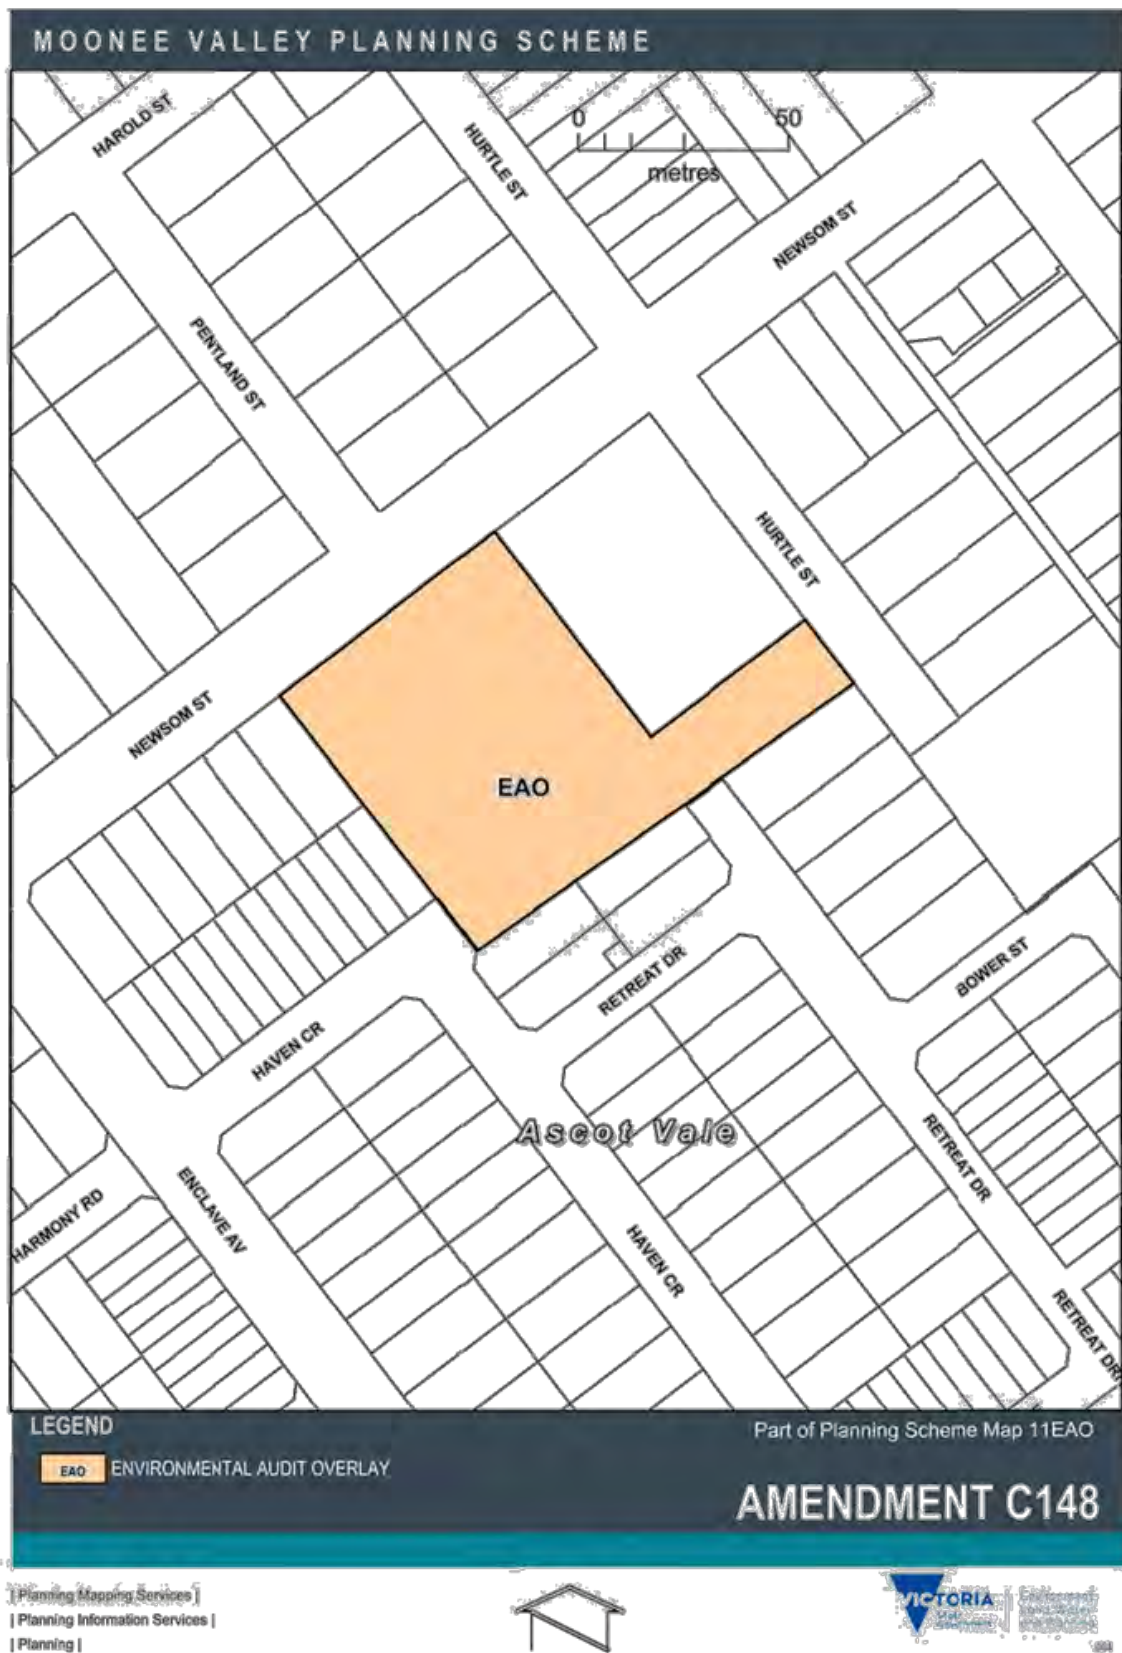 MOONEE VALLEY PLANNING SCHEME
HAROLD ST
HURTLE ST
0 50
metres
NEWSOM ST
PENTLAND ST
HURTLE ST
NEWSOM ST
EAO
RETREAT DR
BOWER ST
HAVEN CR
Ascot Vale
RETREAT DR
ENCLAVE AV
HARMONY RD
HAVEN CR
RETREAT DR
LEGEND
Part of Planning Scheme Map 11EAO
EAO ENVIRONMENTAL AUDIT OVERLAY
AMENDMENT C148
| Planning Mapping Services |
| Planning Information Services |
| Planning |
VICTORIA
State
Government